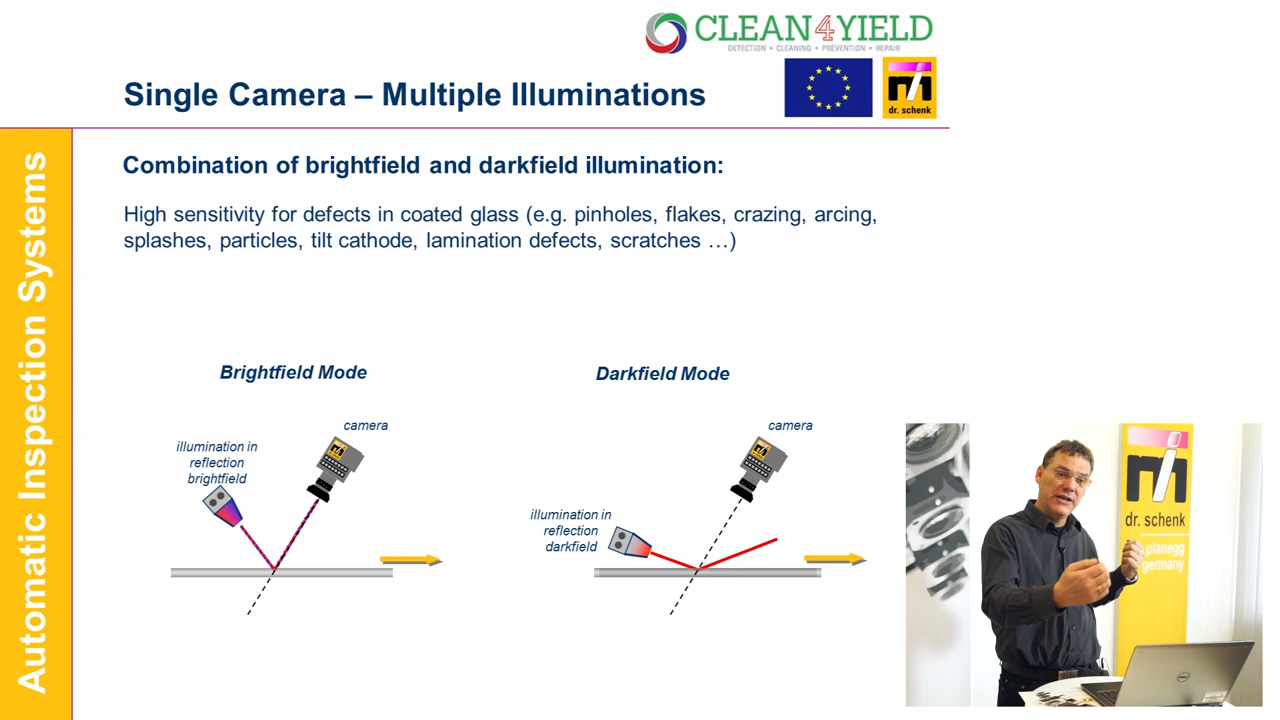 CLEAN4YIELD
DETECTION • CLEANING • PREVENTION • REPAIR
Single Camera – Multiple Illuminations
dr. schenk
Automatic Inspection Systems
Combination of brightfield and darkfield illumination:
High sensitivity for defects in coated glass (e.g. pinholes, flakes, crazing, arcing,
splashes, particles, tilt cathode, lamination defects, scratches …)
Brightfield Mode
camera
illumination in
reflection
brightfield
Darkfield Mode
camera
illumination in
reflection
darkfield
dr. schenk
planegg
germany
DELL